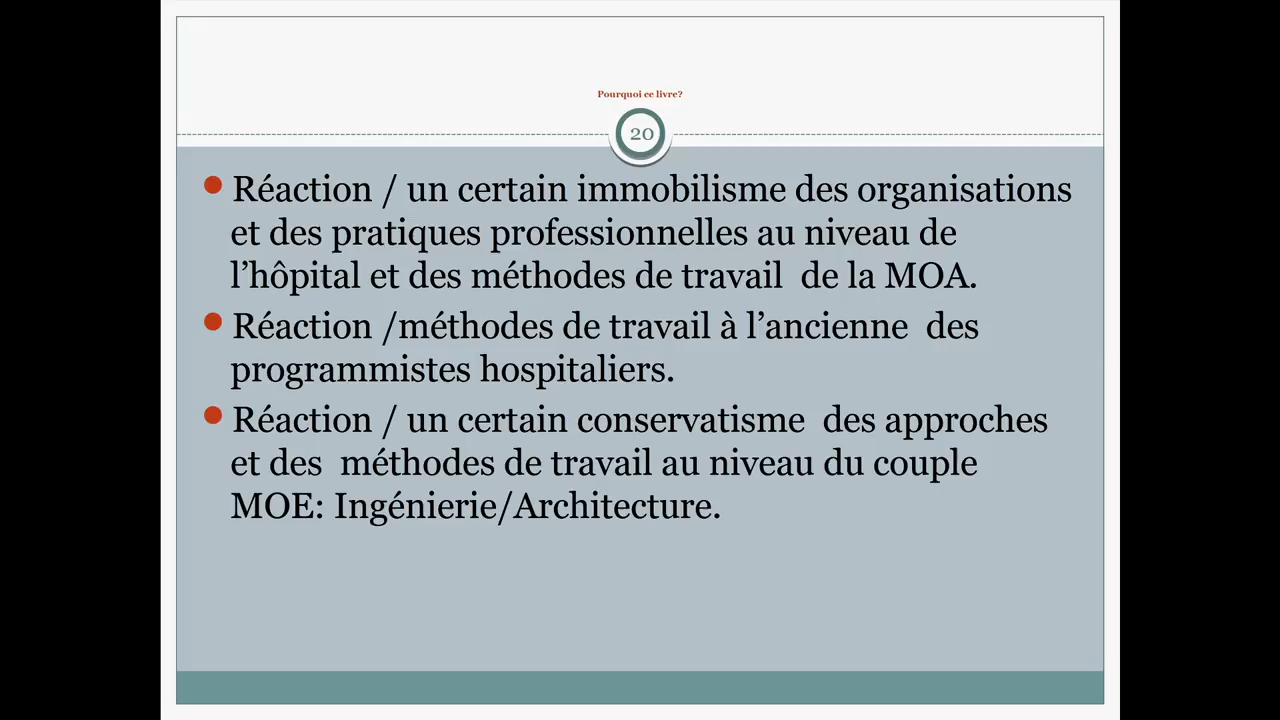 Pourquoi ce livre?
20
Réaction / un certain immobilisme des organisations
et des pratiques professionnelles au niveau de
l’hôpital et des méthodes de travail  de la MOA.
Réaction /méthodes de travail à l’ancienne  des
programmistes hospitaliers.
Réaction / un certain conservatisme  des approches
et des  méthodes de travail au niveau du couple
MOE: Ingénierie/Architecture.